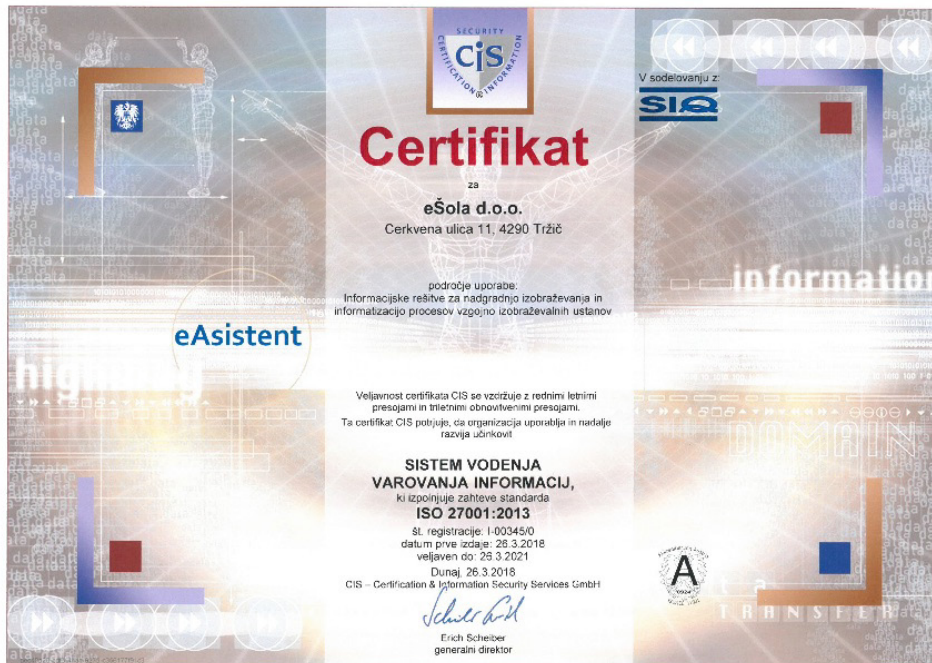 SECURITY
CERTIFICATION & INFORMATION
CiS
V sodelovanju z:
SIQ
Certifikat
za
eŠola d.o.o.
Cerkvena ulica 11, 4290 Tržič
področje uporabe:
Informacijske rešitve za nadgradnjo izobraževanja in
informatizacijo procesov vzgojno izobraževalnih ustanov
information
eAsistent
Veljavnost certifikata CIS se vzdržuje z rednimi letnimi
presojami in triletnimi obnovitvenimi presojami.
Ta certifikat CIS potrjuje, da organizacija uporablja in nadalje
razvija učinkovit
DOMAIN
SISTEM VODENJA
VAROVANJA INFORMACIJ,
ki izpolnjuje zahteve standarda
ISO 27001:2013
št. registracije: I-00345/0
datum prve izdaje: 26.3.2018
veljaven do: 26.3.2021
Dunaj, 26.3.2018
CIS – Certification & Information Security Services GmbH
A
TRANSFER
Erich Scheiber
generalni direktor